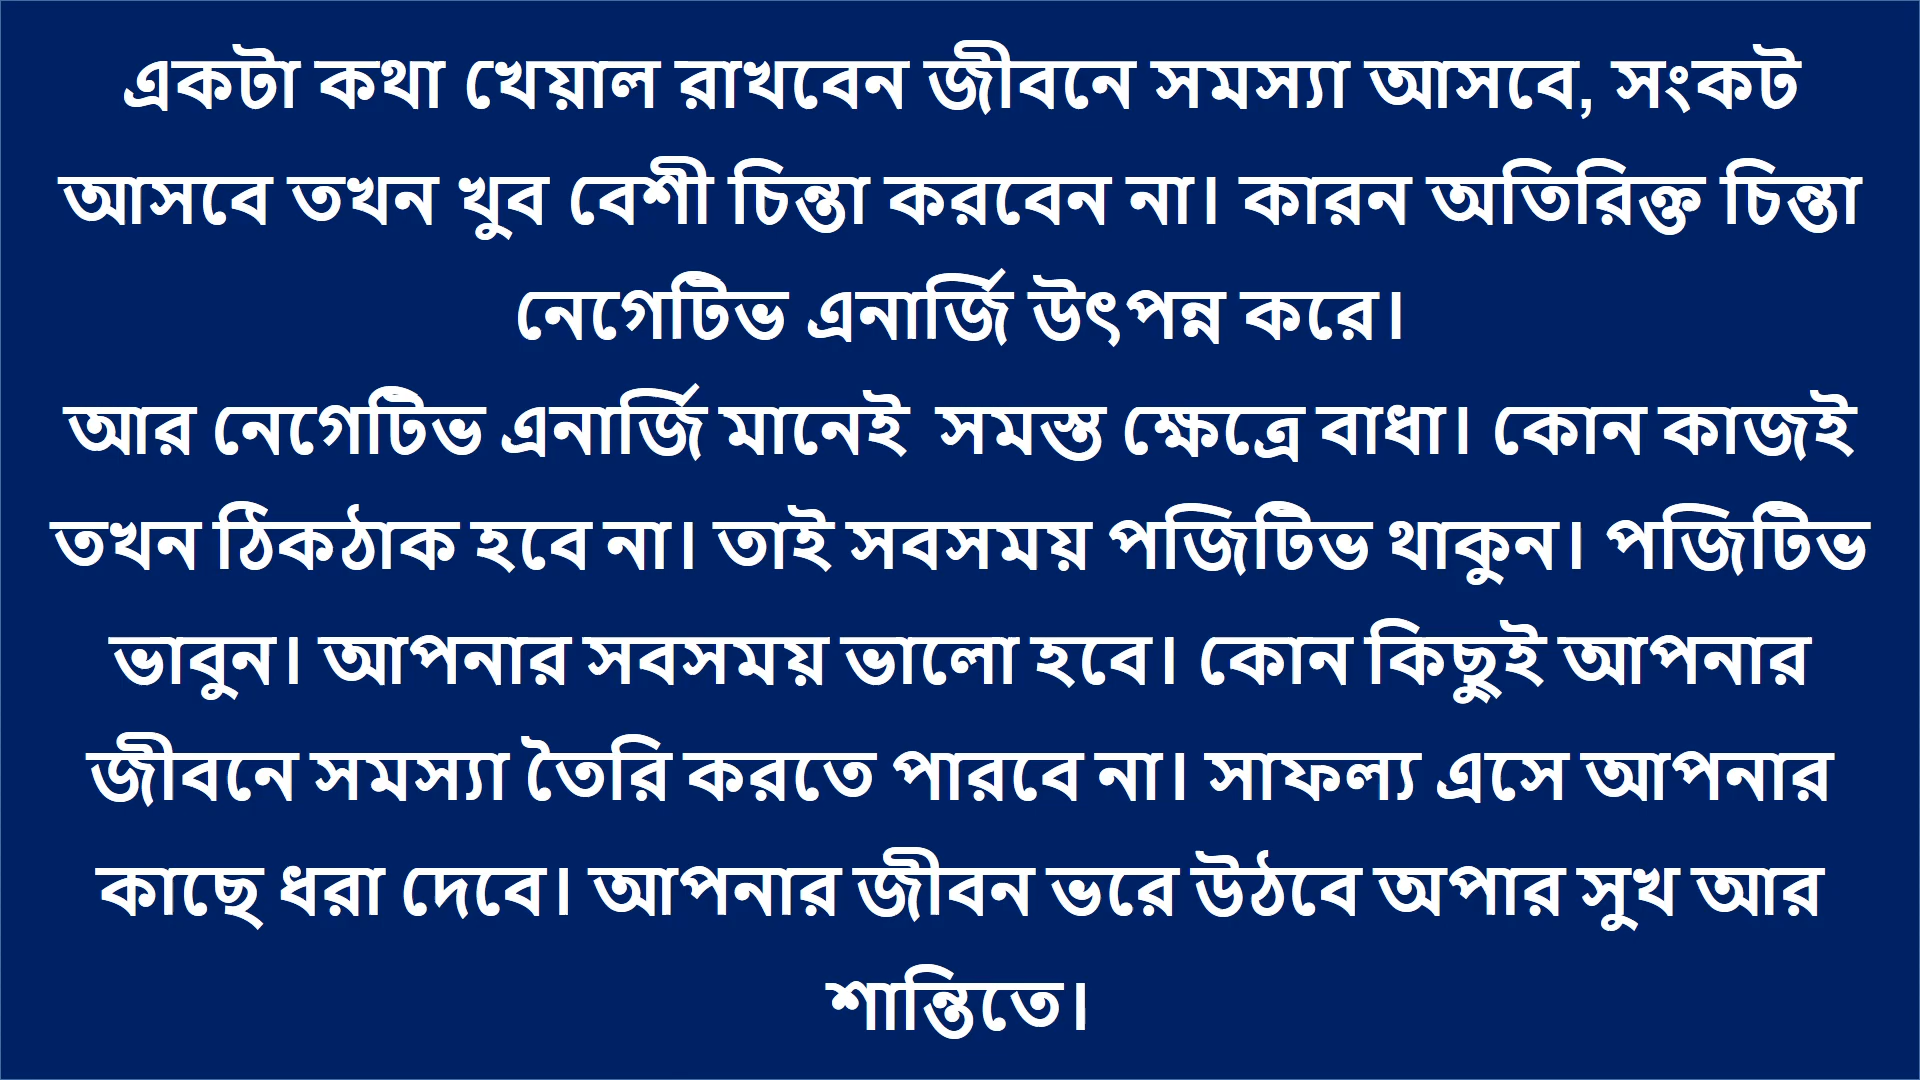 একটা কথা খেয়াল রাখবেন জীবনে সমস্যা আসবে, সংকট
আসবে তখন খুব বেশী চিন্তা করবেন না। কারন অতিরিক্ত চিন্তা
নেগেটিভ এনার্জি উৎপন্ন করে।
আর নেগেটিভ এনার্জি মানেই  সমস্ত ক্ষেত্রে বাধা। কোন কাজই
তখন ঠিকঠাক হবে না। তাই সবসময় পজিটিভ থাকুন। পজিটিভ
ভাবুন। আপনার সবসময় ভালো হবে। কোন কিছুুই আপনার
জীবনে সমস্যা তৈরি করতে পারবে না। সাফল্য এসে আপনার
কাছে ধরা দেবে। আপনার জীবন ভরে উঠবে অপার সুখ আর
শান্তিতে।